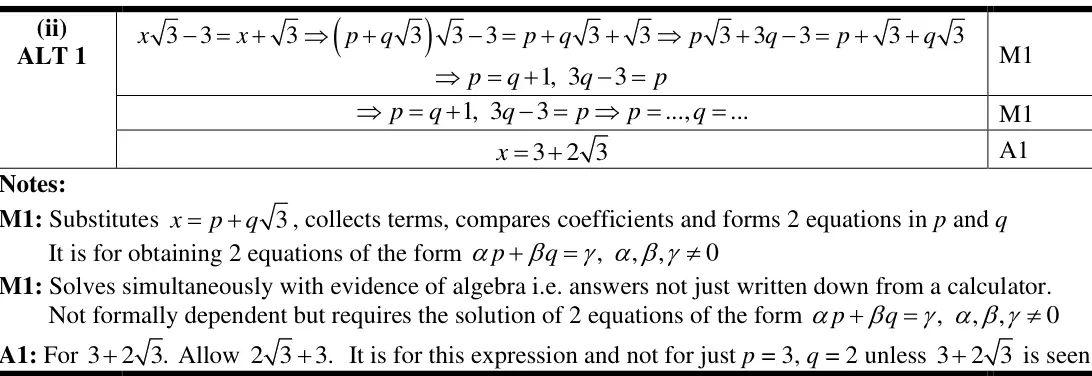 (ii) x√3 − 3 = x + √3 ⇒ (p + q√3)√3 − 3 = p + q√3 + √3 ⇒ p√3 + 3q − 3 = p + √3 + q√3 M1
ALT 1
⇒ p = q + 1, 3q − 3 = p
⇒ p = q + 1, 3q − 3 = p ⇒ p = ..., q = ... M1
x = 3 + 2√3 A1
Notes:
M1: Substitutes x = p + q√3, collects terms, compares coefficients and forms 2 equations in p and q
It is for obtaining 2 equations of the form αp + βq = γ, α, β, γ ≠ 0
M1: Solves simultaneously with evidence of algebra i.e. answers not just written down from a calculator.
Not formally dependent but requires the solution of 2 equations of the form αp + βq = γ, α, β, γ ≠ 0
A1: For 3 + 2√3. Allow 2√3 + 3. It is for this expression and not for just p = 3, q = 2 unless 3 + 2√3 is seen